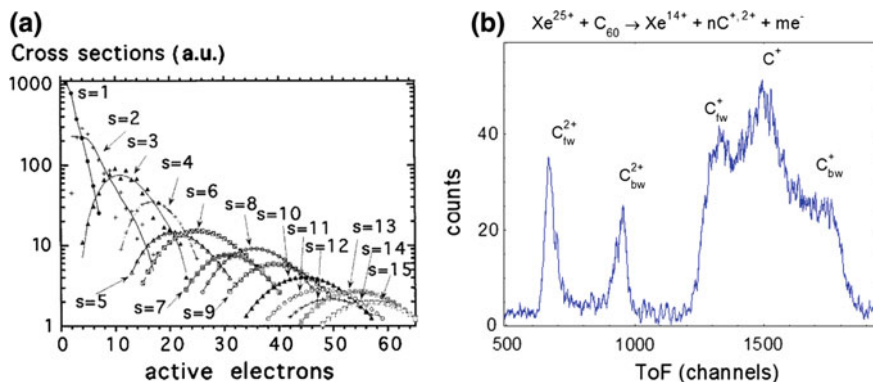 (a)
Cross sections (a.u.)
1000
100
10
1
s=1
s=2
s=3
s=4
s=6
s=8
s=10
s=11
s=12
s=13
s=14
s=15
s=5
s=7
s=9
0 10 20 30 40 50 60
active electrons
(b)
Xe²⁵⁺ + C₆₀ → Xe¹⁴⁺ + nC⁺,²⁺ + me⁻
counts
40
20
0
C²⁺fw
C²⁺bw
C⁺fw
C⁺
C⁺bw
500 1000 1500
ToF (channels)